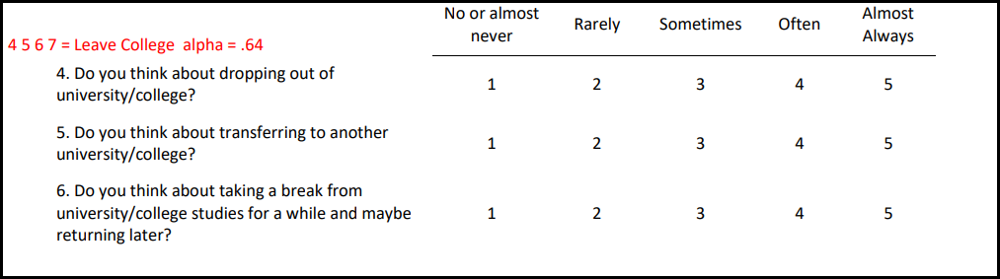 No or almost never Rarely Sometimes Often Almost Always
4 5 6 7 = Leave College alpha = .64
4. Do you think about dropping out of
university/college? 1 2 3 4 5
5. Do you think about transferring to another
university/college? 1 2 3 4 5
6. Do you think about taking a break from
university/college studies for a while and maybe 1 2 3 4 5
returning later?